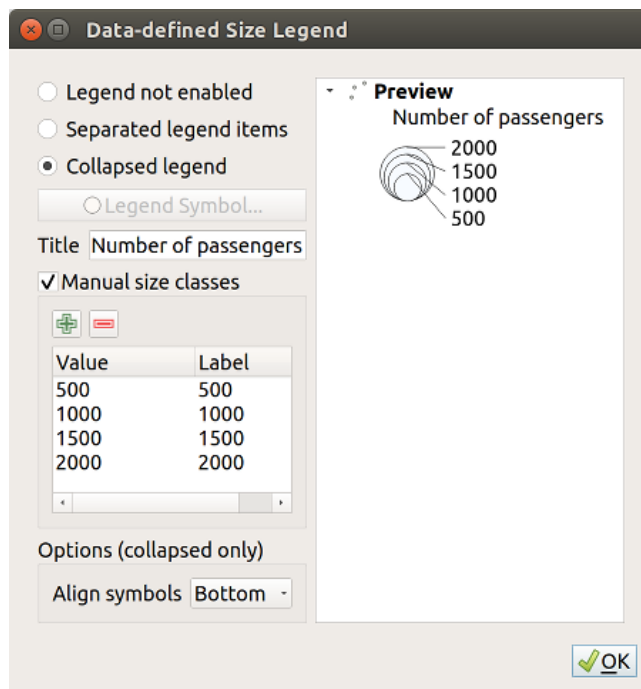 Data-defined Size Legend
Legend not enabled
Separated legend items
Collapsed legend
Legend Symbol...
Title Number of passengers
Manual size classes
Value Label
500 500
1000 1000
1500 1500
2000 2000
Options (collapsed only)
Align symbols Bottom
Preview
Number of passengers
2000
1500
1000
500
OK